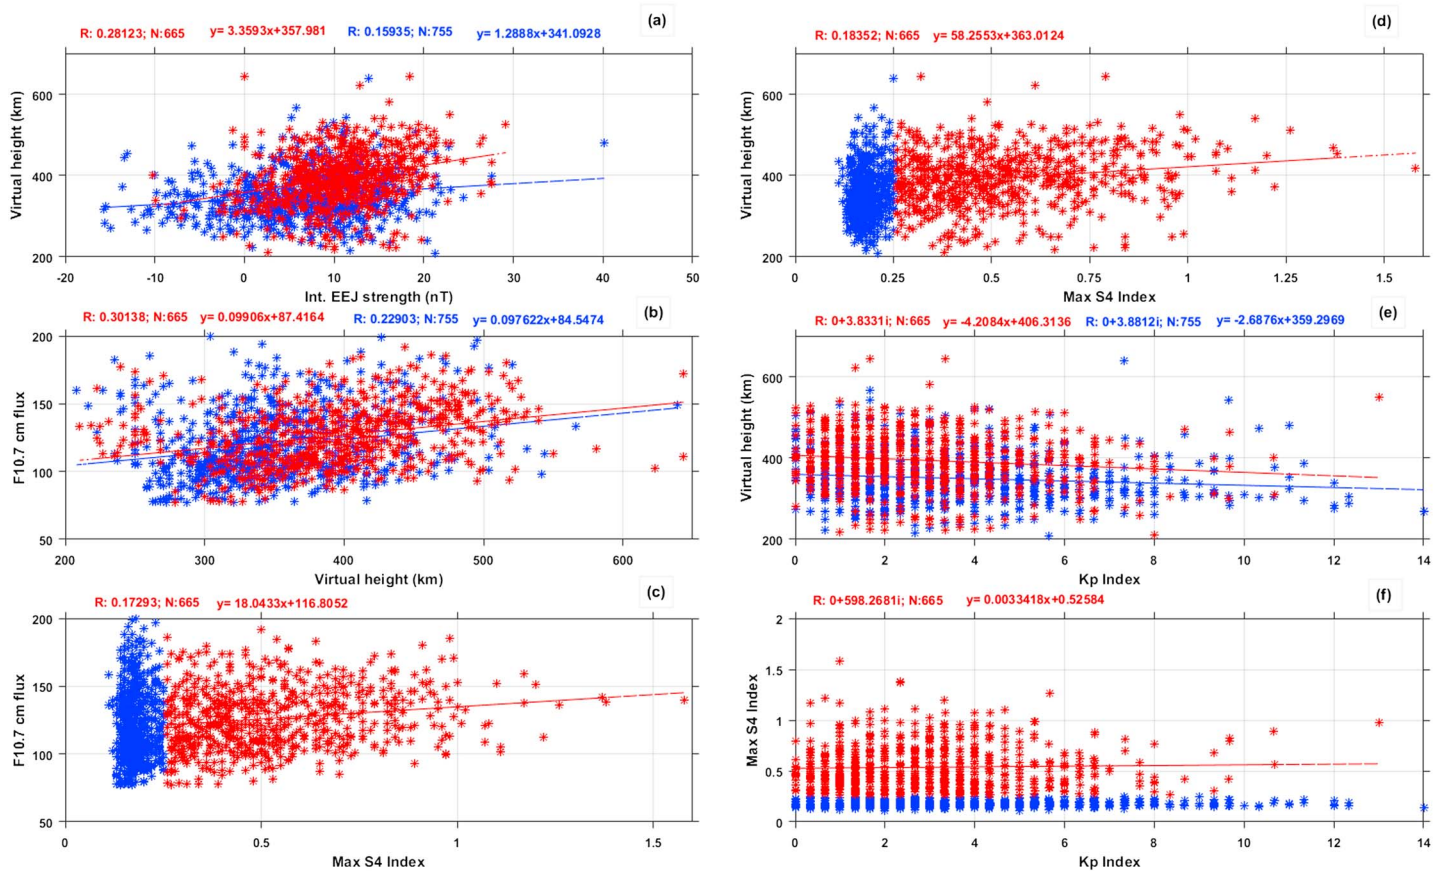 (a)
R: 0.28123; N:665 y= 3.3593x+357.981 R: 0.15935; N:755 y= 1.2888x+341.0928
Virtual height (km)
600
400
200
-20 -10 0 10 20 30 40 50
Int. EEJ strength (nT)
(b)
R: 0.30138; N:665 y= 0.09906x+87.4164 R: 0.22903; N:755 y= 0.097622x+84.5474
F10.7 cm flux
200
150
100
50
200 300 400 500 600
Virtual height (km)
(c)
R: 0.17293; N:665 y= 18.0433x+116.8052
F10.7 cm flux
200
150
100
50
0 0.5 1 1.5
Max S4 Index
(d)
R: 0.18352; N:665 y= 58.2553x+363.0124
Virtual height (km)
600
400
200
0 0.25 0.5 0.75 1 1.25 1.5
Max S4 Index
(e)
R: 0+3.8331i; N:665 y= -4.2084x+406.3136 R: 0+3.8812i; N:755 y= -2.6876x+359.2969
Virtual height (km)
600
400
200
0 2 4 6 8 10 12 14
Kp Index
(f)
R: 0+598.2681i; N:665 y= 0.0033418x+0.52584
Max S4 Index
2
1.5
1
0.5
0
0 2 4 6 8 10 12 14
Kp Index